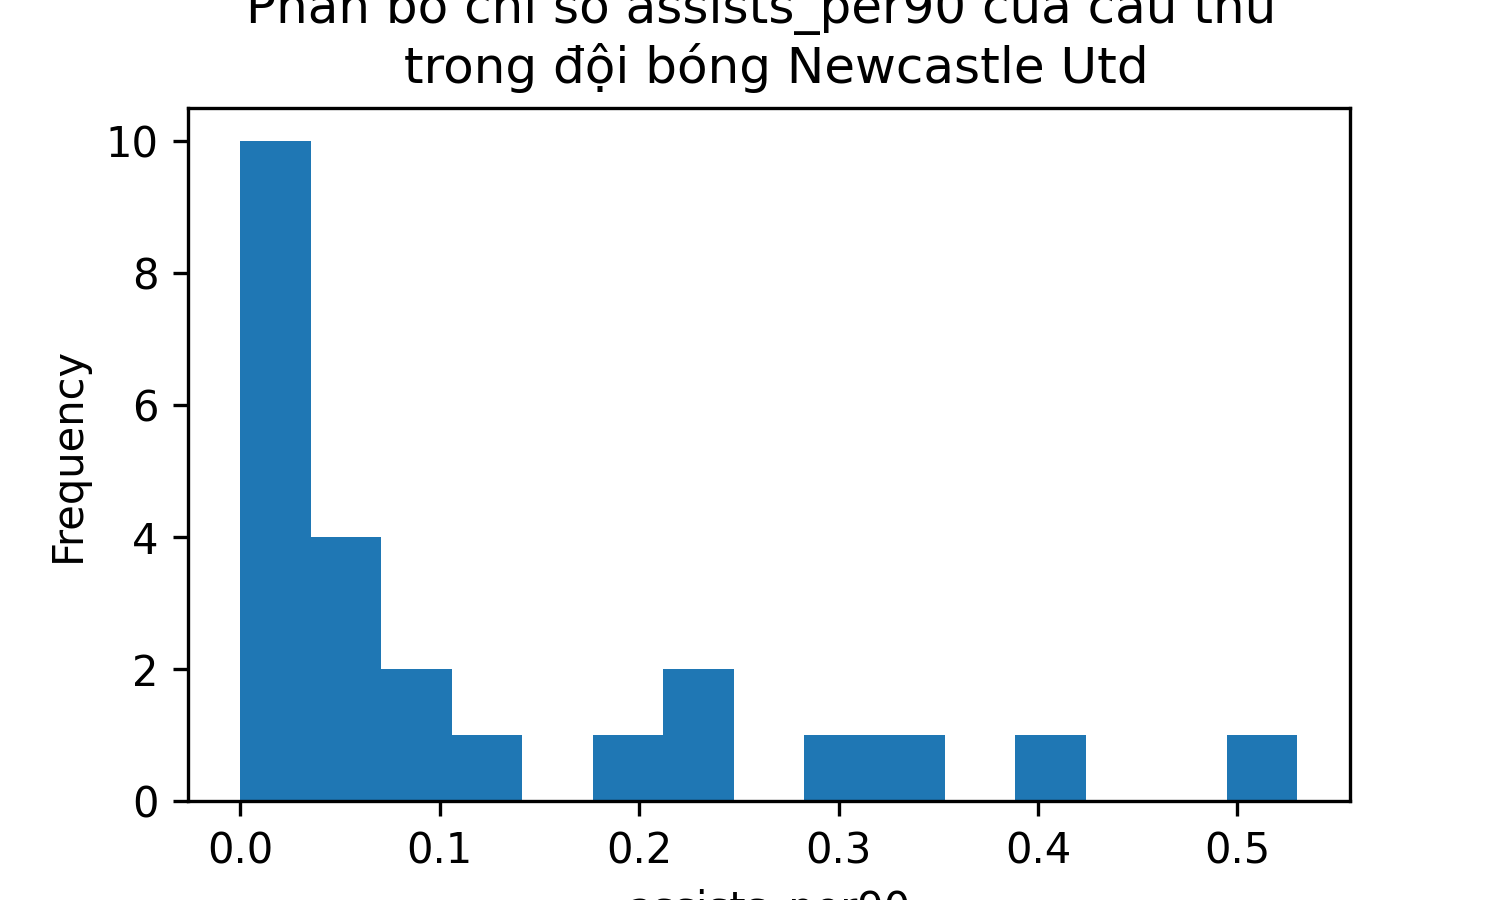 Phân bố chỉ số assists_per90 của cầu thủ
trong đội bóng Newcastle Utd
10
8
6
4
2
0
Frequency
0.0 0.1 0.2 0.3 0.4 0.5
assists_per90